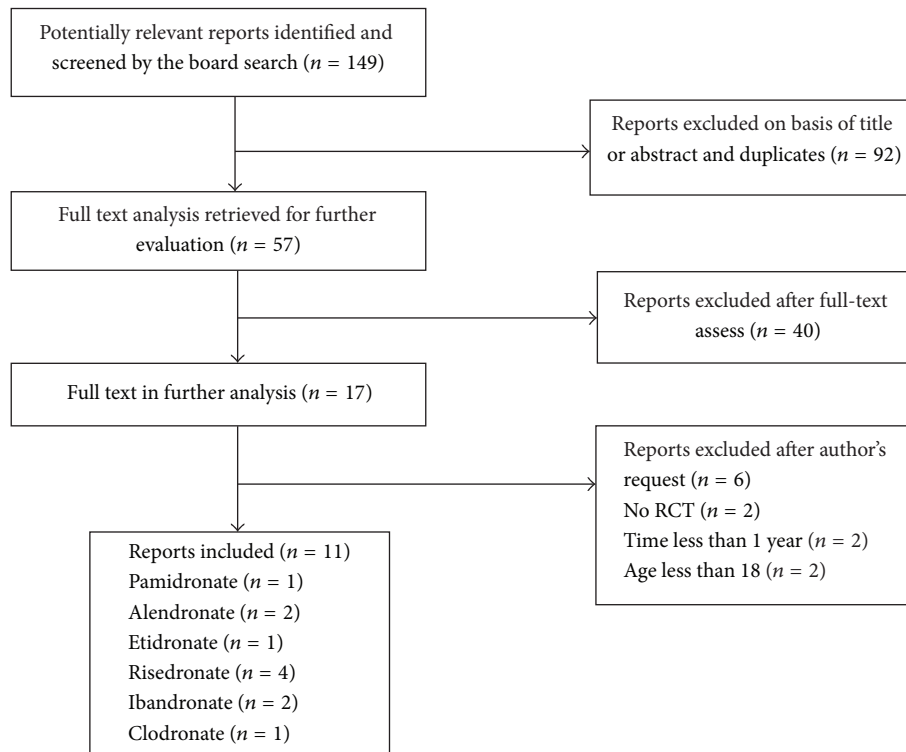 Potentially relevant reports identified and
screened by the board search (n = 149)
Reports excluded on basis of title
or abstract and duplicates (n = 92)
Full text analysis retrieved for further
evaluation (n = 57)
Reports excluded after full-text
assess (n = 40)
Full text in further analysis (n = 17)
Reports excluded after author's
request (n = 6)
No RCT (n = 2)
Time less than 1 year (n = 2)
Age less than 18 (n = 2)
Reports included (n = 11)
Pamidronate (n = 1)
Alendronate (n = 2)
Etidronate (n = 1)
Risedronate (n = 4)
Ibandronate (n = 2)
Clodronate (n = 1)